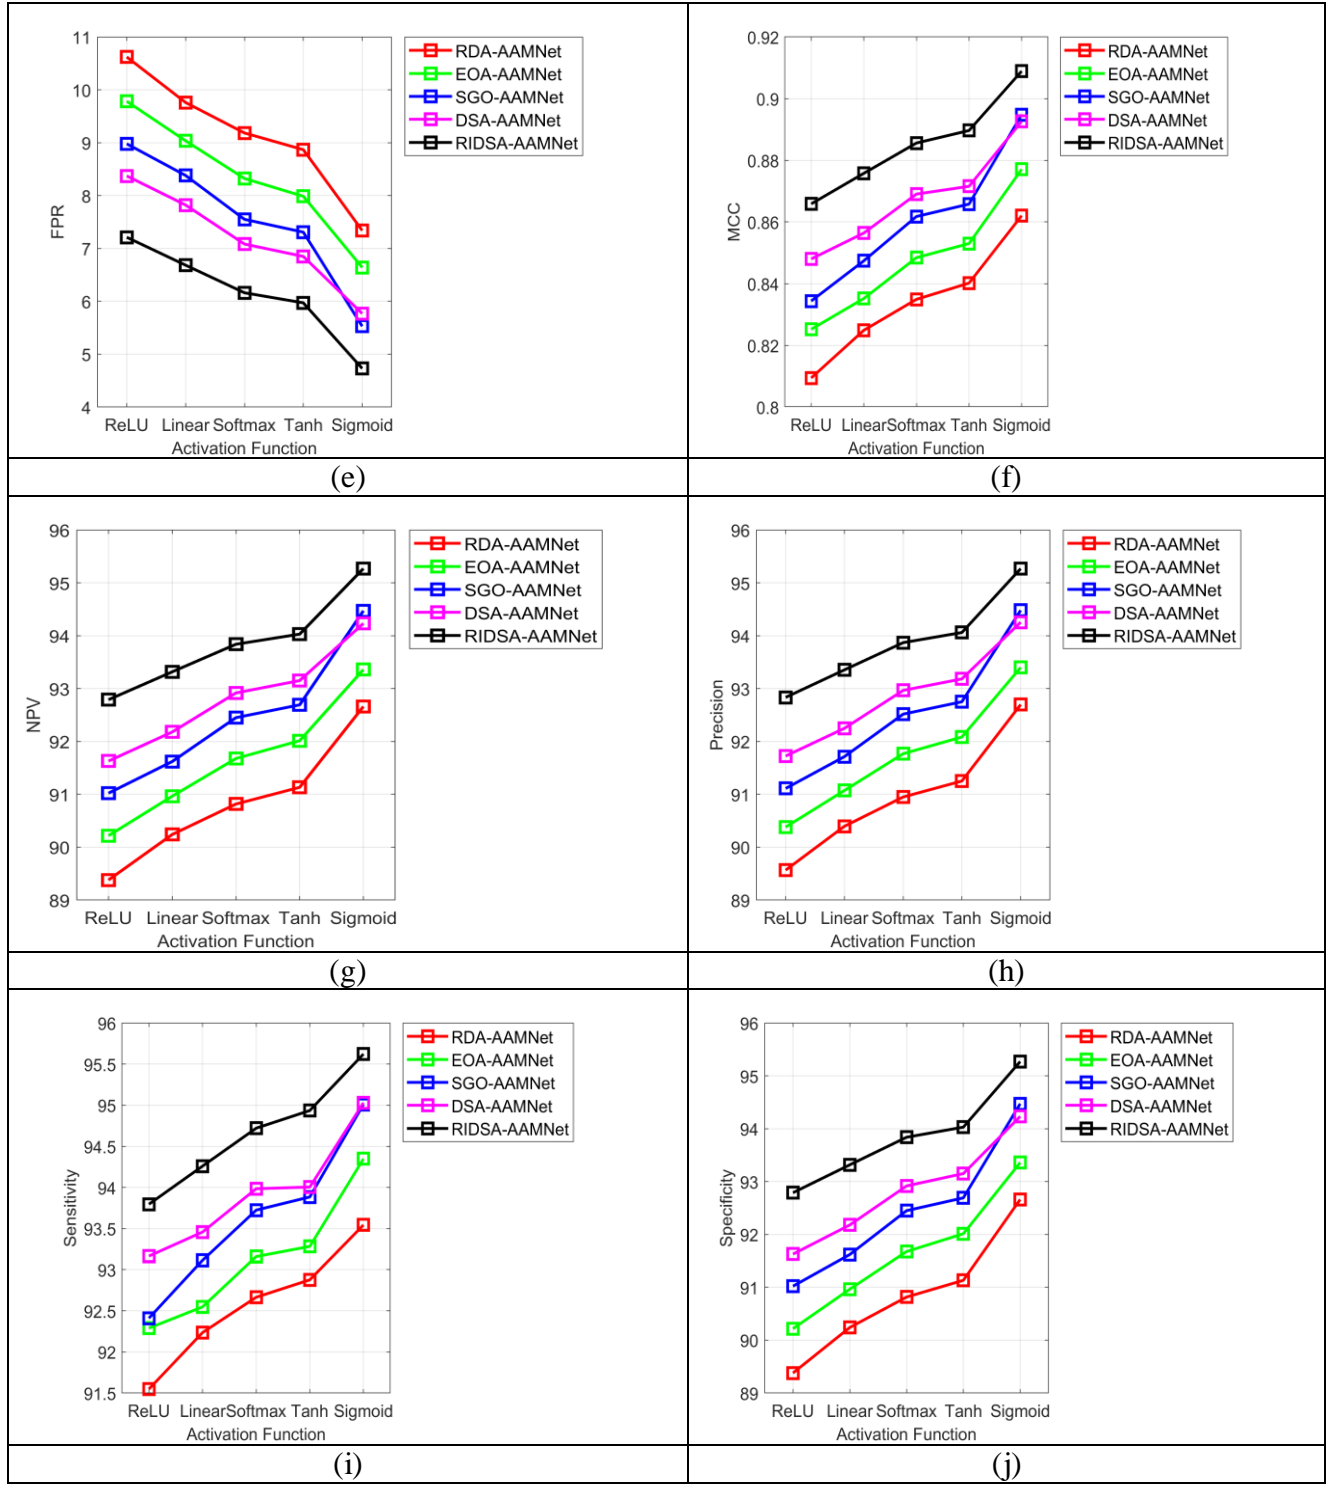 11
10
9
8
7
6
5
4
FPR
ReLU Linear Softmax Tanh Sigmoid
Activation Function
RDA-AAMNet
EOA-AAMNet
SGO-AAMNet
DSA-AAMNet
RIDSA-AAMNet
(e)
0.92
0.9
0.88
0.86
0.84
0.82
0.8
MCC
ReLU Linear Softmax Tanh Sigmoid
Activation Function
RDA-AAMNet
EOA-AAMNet
SGO-AAMNet
DSA-AAMNet
RIDSA-AAMNet
(f)
96
95
94
93
92
91
90
89
NPV
ReLU Linear Softmax Tanh Sigmoid
Activation Function
RDA-AAMNet
EOA-AAMNet
SGO-AAMNet
DSA-AAMNet
RIDSA-AAMNet
(g)
96
95
94
93
92
91
90
89
Precision
ReLU Linear Softmax Tanh Sigmoid
Activation Function
RDA-AAMNet
EOA-AAMNet
SGO-AAMNet
DSA-AAMNet
RIDSA-AAMNet
(h)
96
95.5
95
94.5
94
93.5
93
92.5
92
91.5
Sensitivity
ReLU Linear Softmax Tanh Sigmoid
Activation Function
RDA-AAMNet
EOA-AAMNet
SGO-AAMNet
DSA-AAMNet
RIDSA-AAMNet
(i)
96
95
94
93
92
91
90
89
Specificity
ReLU Linear Softmax Tanh Sigmoid
Activation Function
RDA-AAMNet
EOA-AAMNet
SGO-AAMNet
DSA-AAMNet
RIDSA-AAMNet
(j)